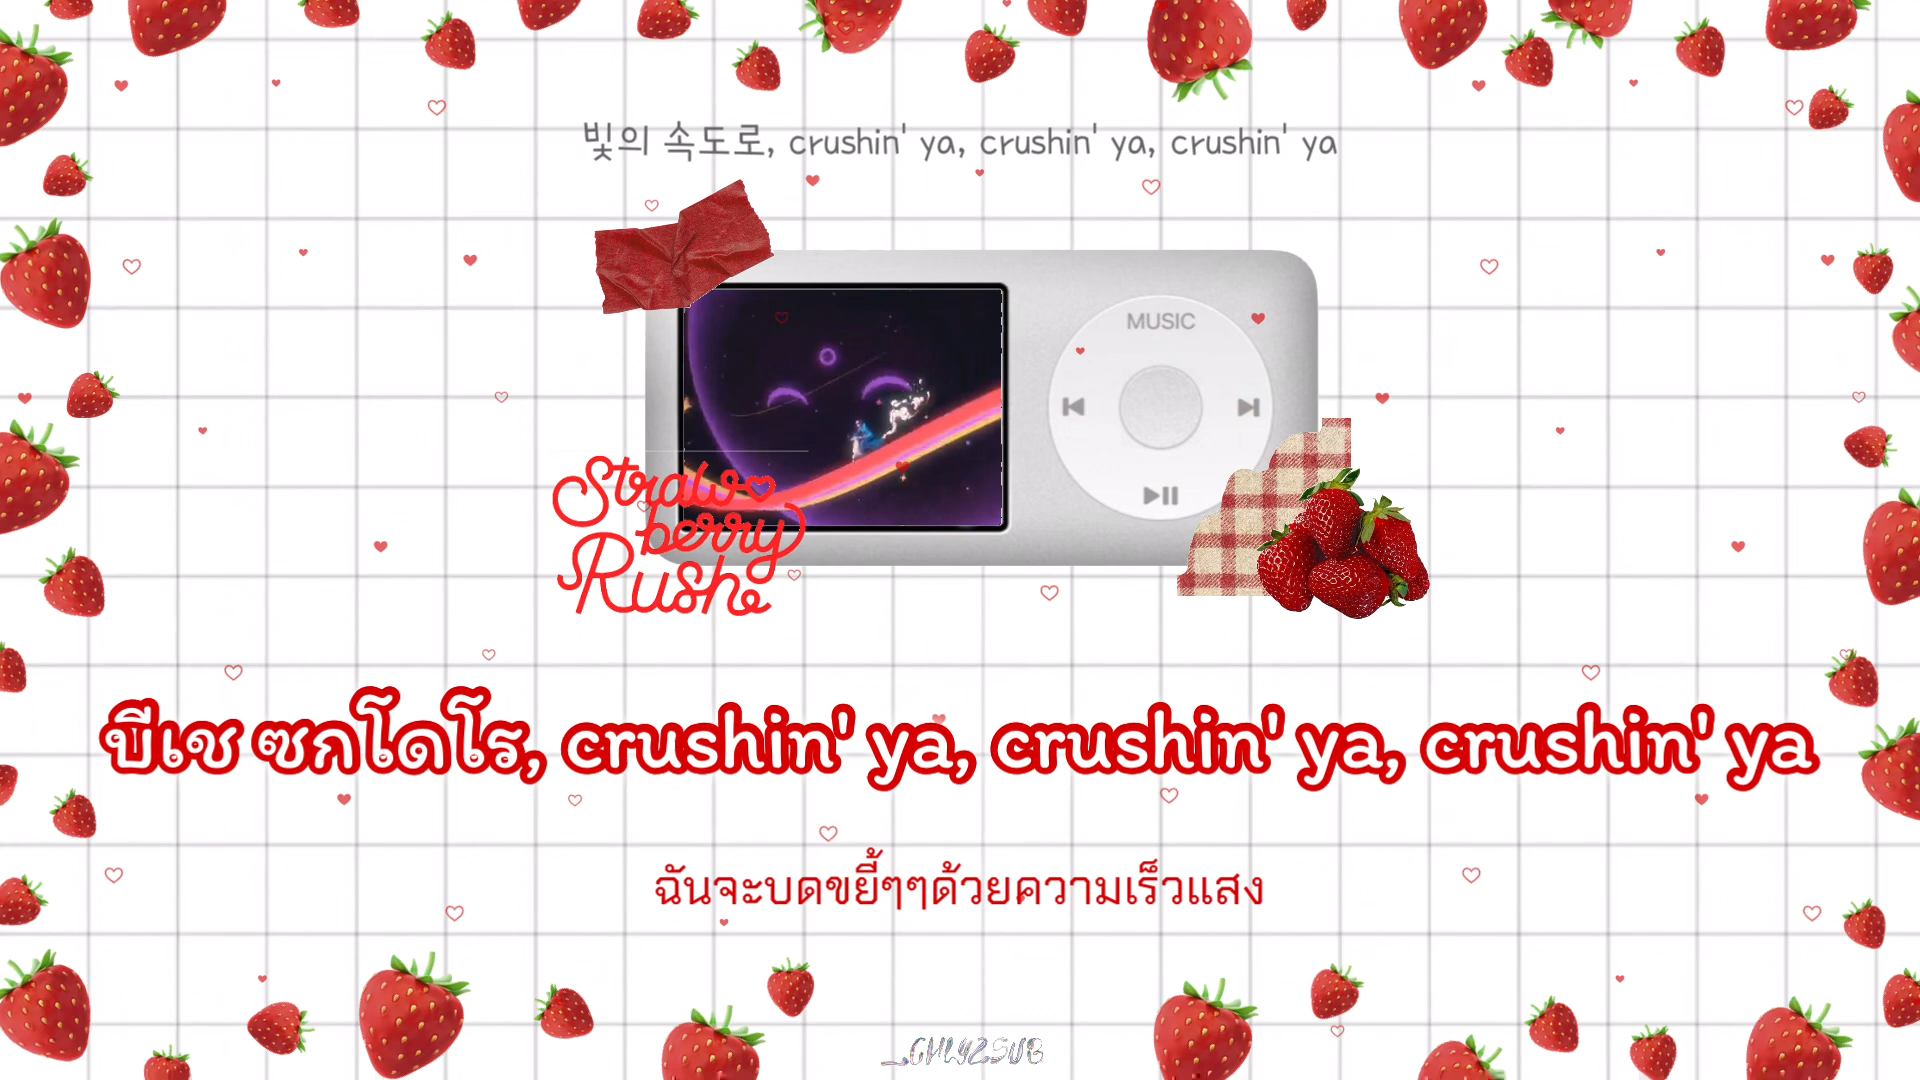 빛의 속도로, crushin' ya, crushin' ya, crushin' ya
MUSIC
Straw
berry
Rush
บีเช ซกโดโร, crushin' ya, crushin' ya, crushin' ya
ฉันจะบดขยี้ๆๆด้วยความเร็วแสง